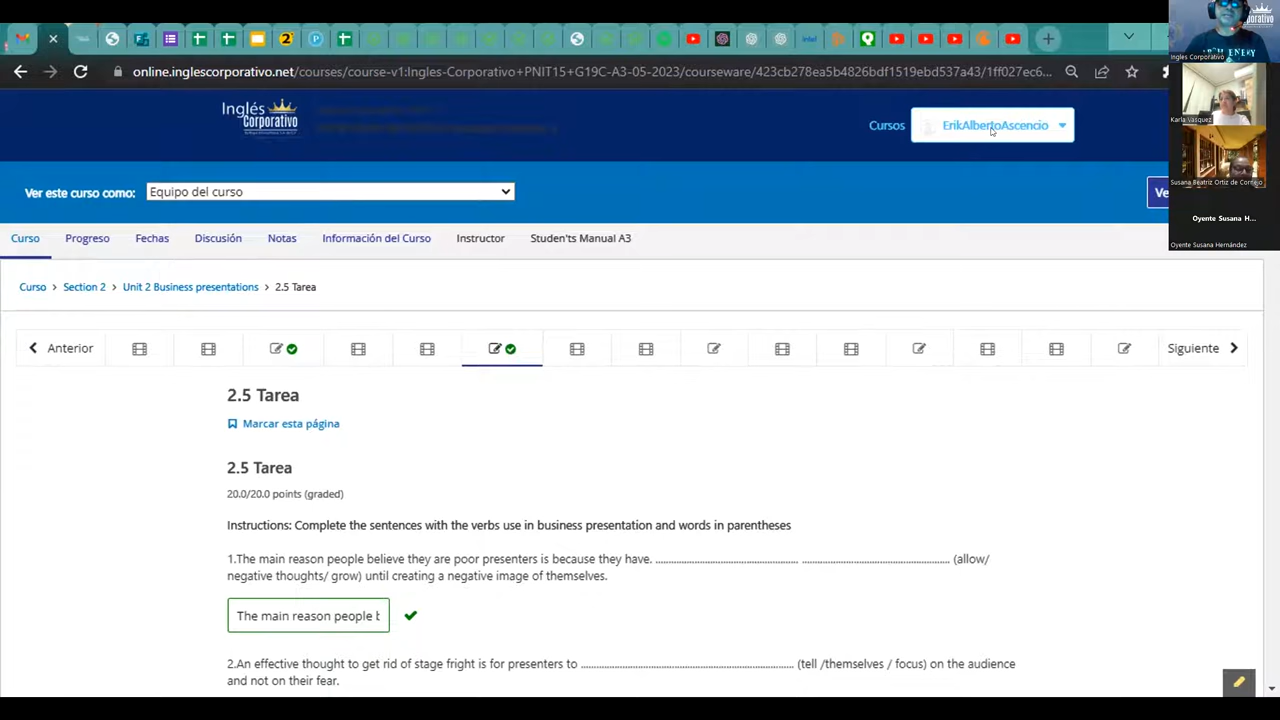 online.inglescorporativo.net/courses/course-v1:Ingles-Corporativo+PNIT15+G19C-A3-05-2023/courseware/423cb278ea5b4826bdf1519ebd537a43/1ff027ec6...
Inglés
Corporativo
Cursos
ErikAlbertoAscencio
Ver este curso como:
Equipo del curso
Ve
Curso
Progreso
Fechas
Discusión
Notas
Información del Curso
Instructor
Studen'ts Manual A3
Curso > Section 2 > Unit 2 Business presentations > 2.5 Tarea
Anterior
Siguiente
2.5 Tarea
Marcar esta página
2.5 Tarea
20.0/20.0 points (graded)
Instructions: Complete the sentences with the verbs use in business presentation and words in parentheses
1.The main reason people believe they are poor presenters is because they have. .................................................. .................................................... (allow/
negative thoughts/ grow) until creating a negative image of themselves.
The main reason people b
2.An effective thought to get rid of stage fright is for presenters to .......................................................................... (tell /themselves / focus) on the audience
and not on their fear.
Ingles Corporativo
Karla Vasquez
Susana Beatriz Ortiz de Cornejo
Oyente Susana H...
Oyente Susana Hernández